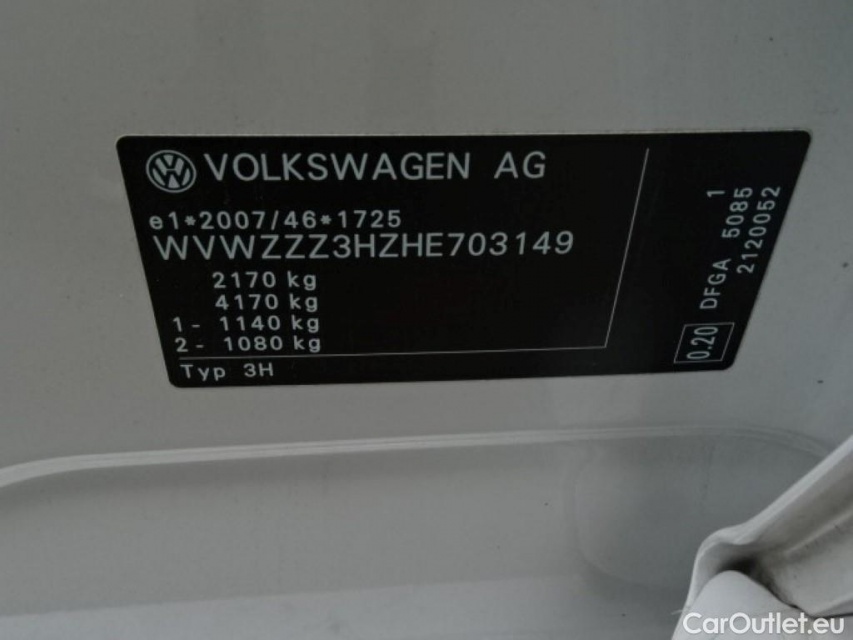 VOLKSWAGEN AG
e1*2007/46*1725
WVWZZZ3HZHE703149
2170 kg
4170 kg
1- 1140 kg
2- 1080 kg
Typ 3H
1
DFGA 5085
2120052
0.20
CarOutlet.eu